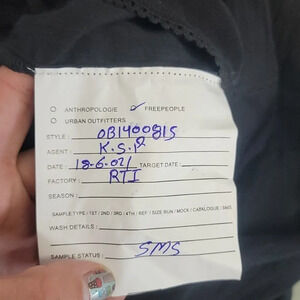 ANTHROPOLOGIE ✓ FREEPEOPLE
URBAN OUTFITTERS
STYLE : OB1400815
AGENT : K.S.P
DATE : 18-6-021 TARGET DATE :
FACTORY : RTI
SEASON :
SAMPLE TYPE / 1ST / 2ND / 3RD / 4TH / REF / SIZE RUN / MOCK / CATALOGUE / SMS
WASH DETAILS :
SAMPLE STATUS : SMS